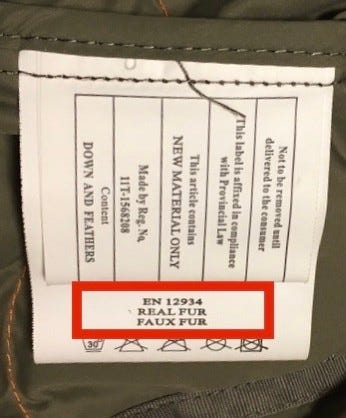 Not to be removed until
delivered to the consumer
This label is affixed in compliance
with Provincial Law
This article contains
NEW MATERIAL ONLY
Made by Reg. No,
11T-1568208
Content
DOWN AND FEATHERS
EN 12934
REAL FUR
FAUX FUR
30°